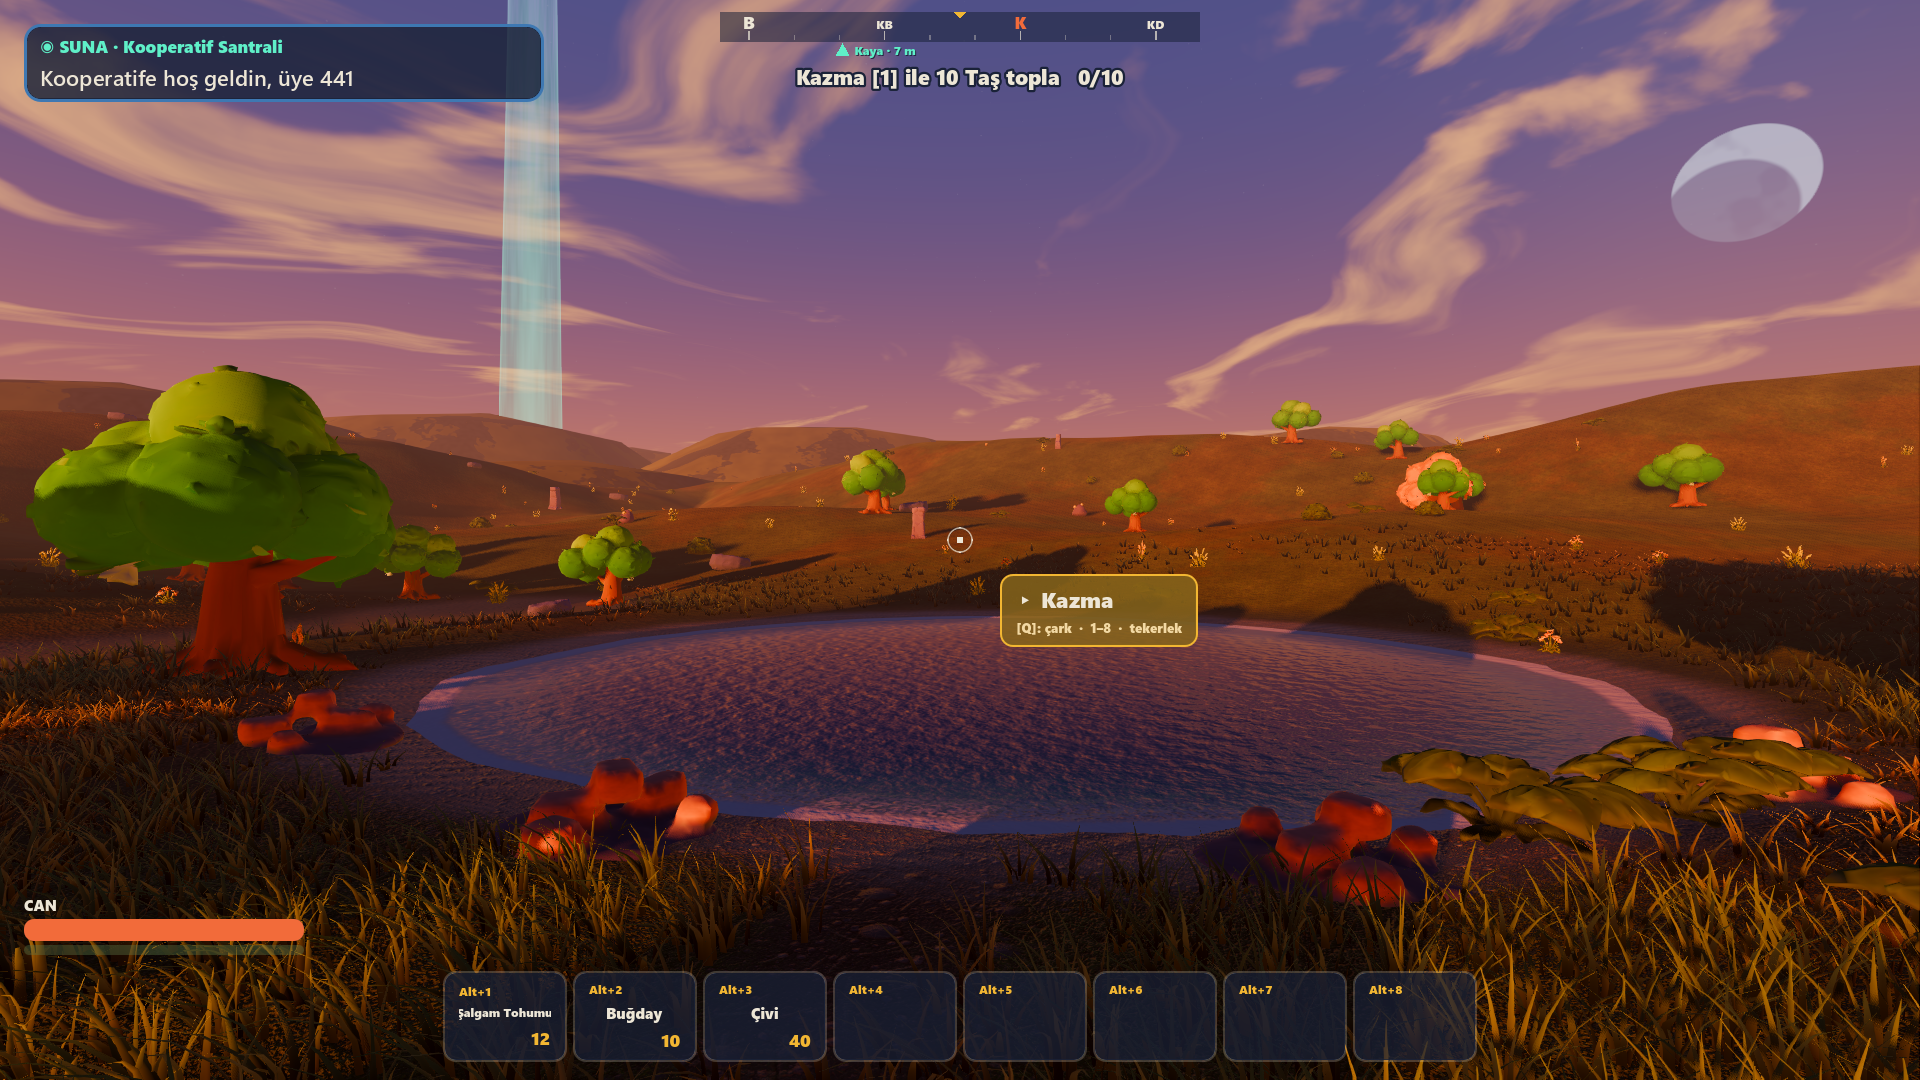 SUNA · Kooperatif Santrali
Kooperatife hoş geldin, üye 441
B KB K KD
Kaya · 7 m
Kazma [1] ile 10 Taş topla 0/10
Kazma
[Q]: çark · 1–8 · tekerlek
CAN
Alt+1
Şalgam Tohumu
12
Alt+2
Buğday
10
Alt+3
Çivi
40
Alt+4
Alt+5
Alt+6
Alt+7
Alt+8